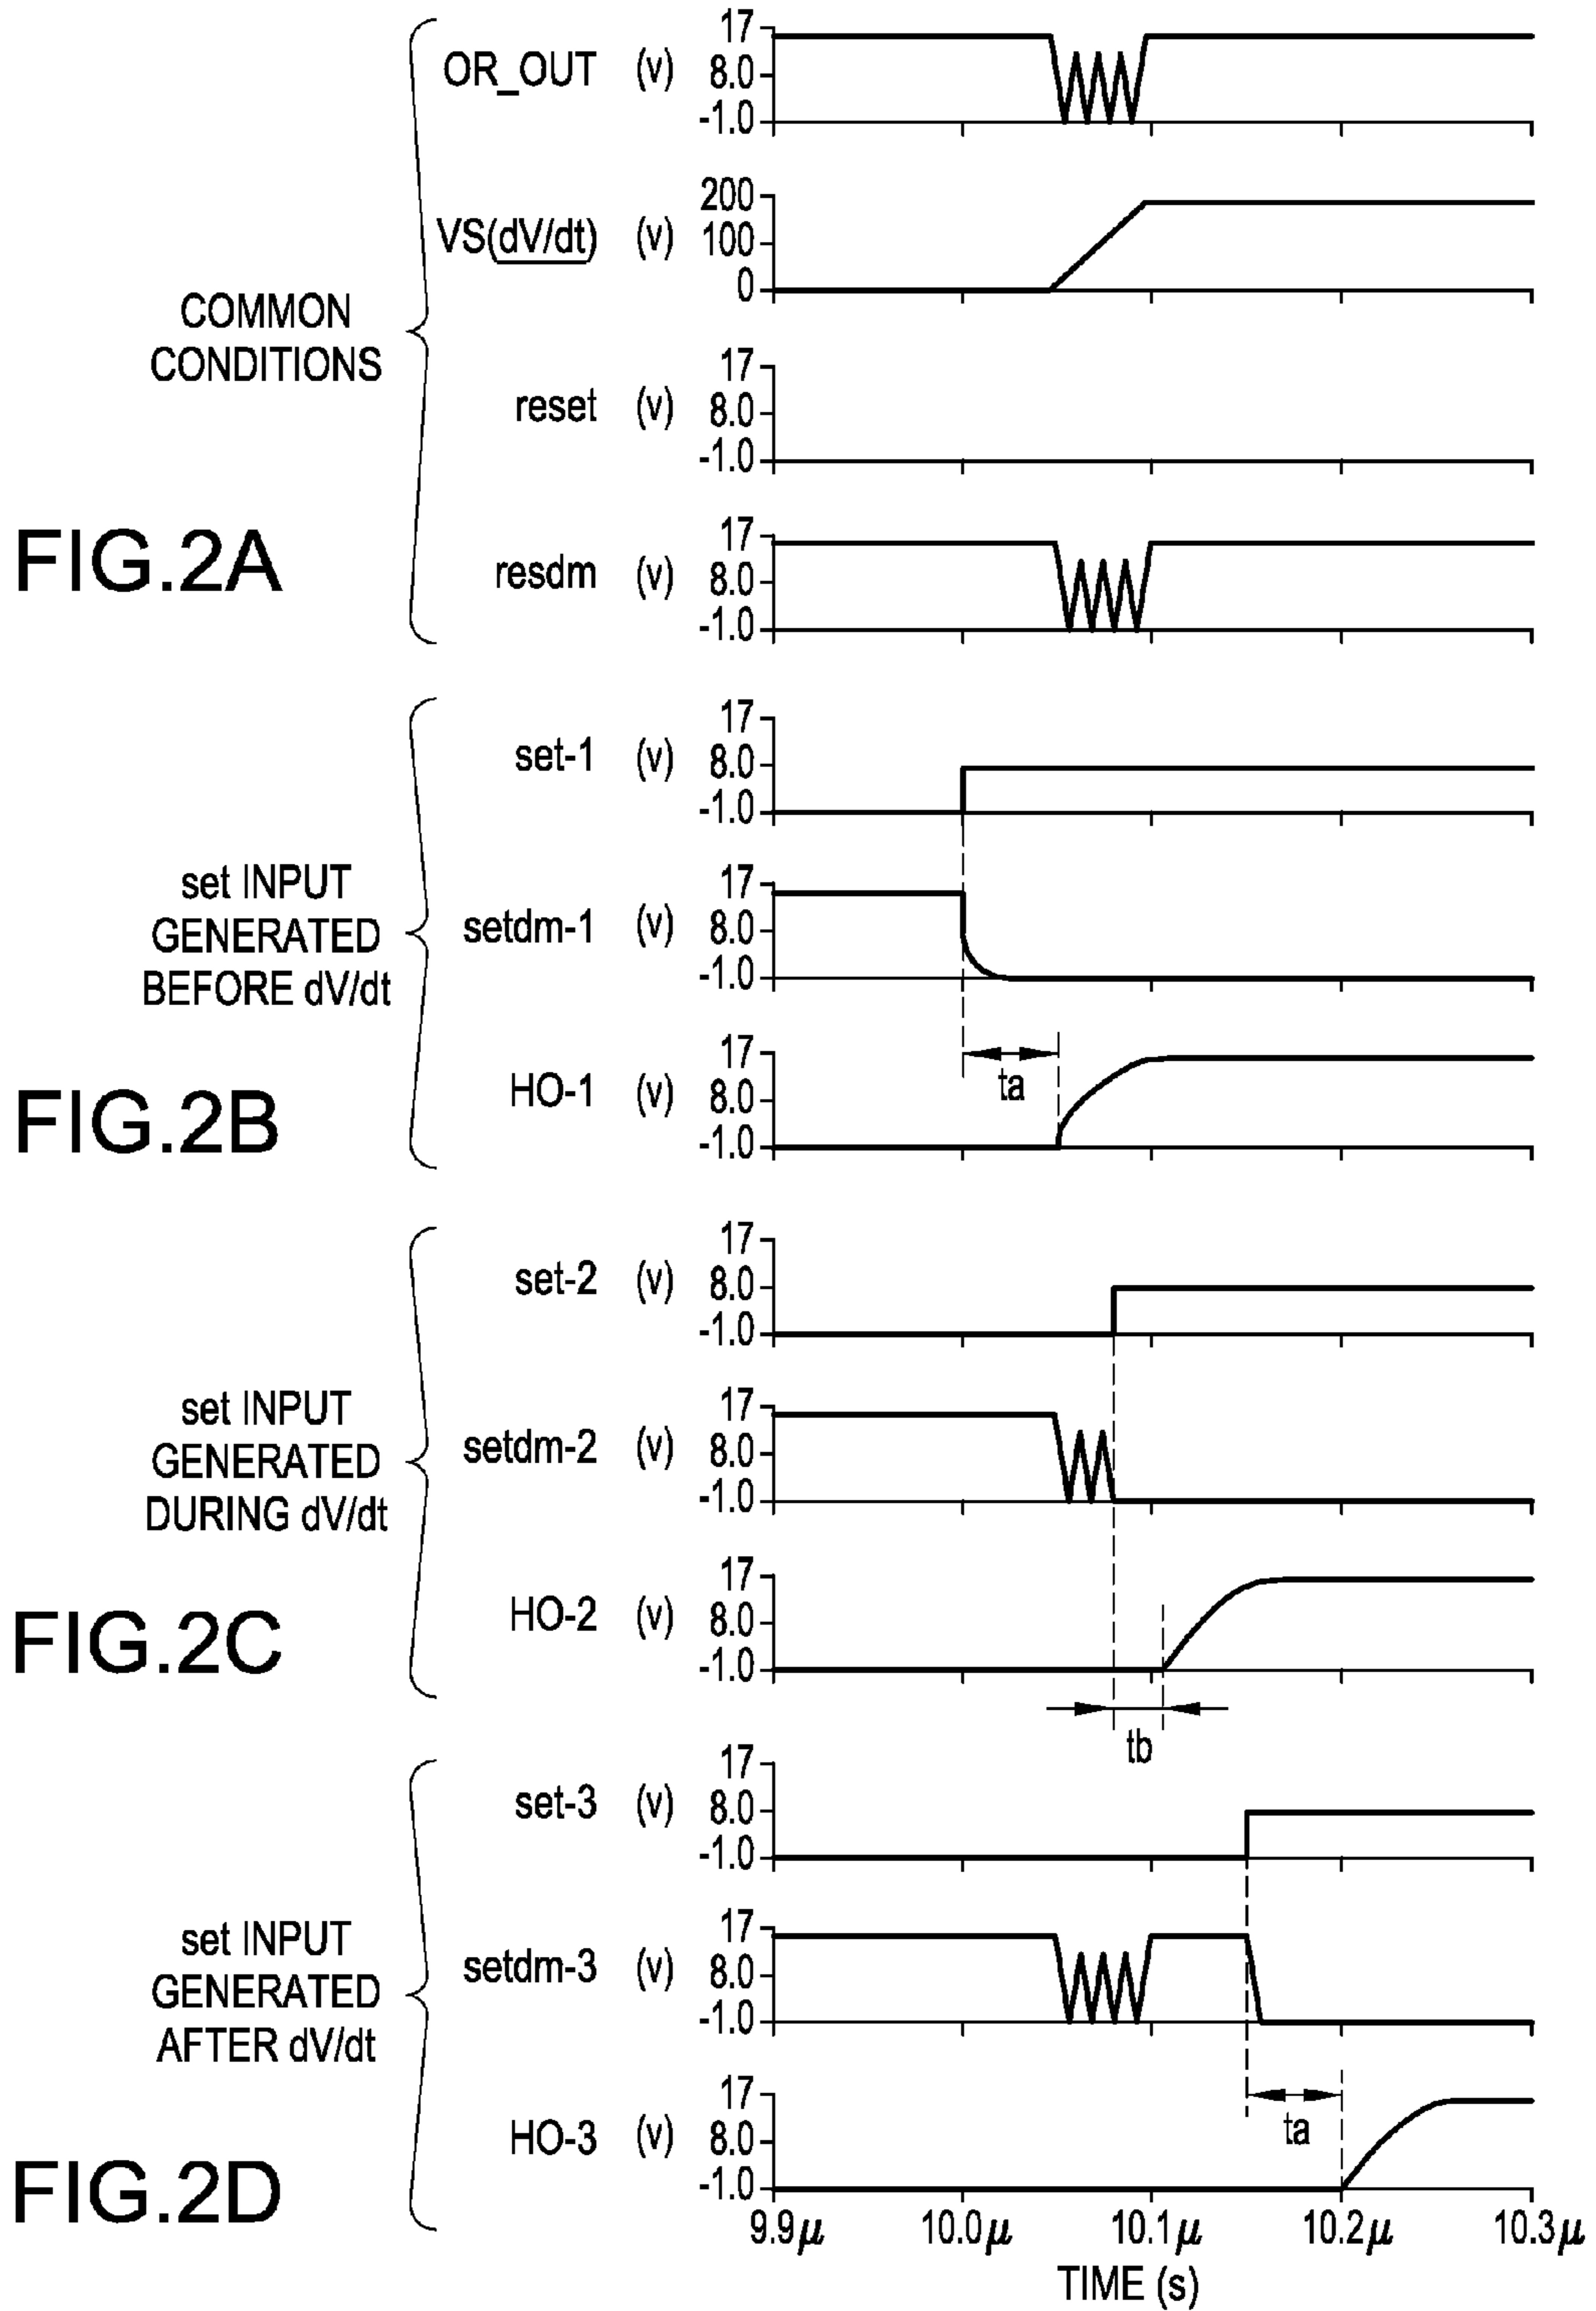 17
OR_OUT (v) 8.0
-1.0
200
VS(dV/dt) (v) 100
0
COMMON
CONDITIONS
17
reset (v) 8.0
-1.0
FIG.2A
17
resdm (v) 8.0
-1.0
17
set-1 (v) 8.0
-1.0
set INPUT
GENERATED
BEFORE dV/dt
17
setdm-1 (v) 8.0
-1.0
FIG.2B
17
HO-1 (v) 8.0
-1.0
ta
17
set-2 (v) 8.0
-1.0
set INPUT
GENERATED
DURING dV/dt
17
setdm-2 (v) 8.0
-1.0
FIG.2C
17
HO-2 (v) 8.0
-1.0
tb
17
set-3 (v) 8.0
-1.0
set INPUT
GENERATED
AFTER dV/dt
17
setdm-3 (v) 8.0
-1.0
FIG.2D
17
HO-3 (v) 8.0
-1.0
ta
9.9μ 10.0μ 10.1μ 10.2μ 10.3μ
TIME (s)